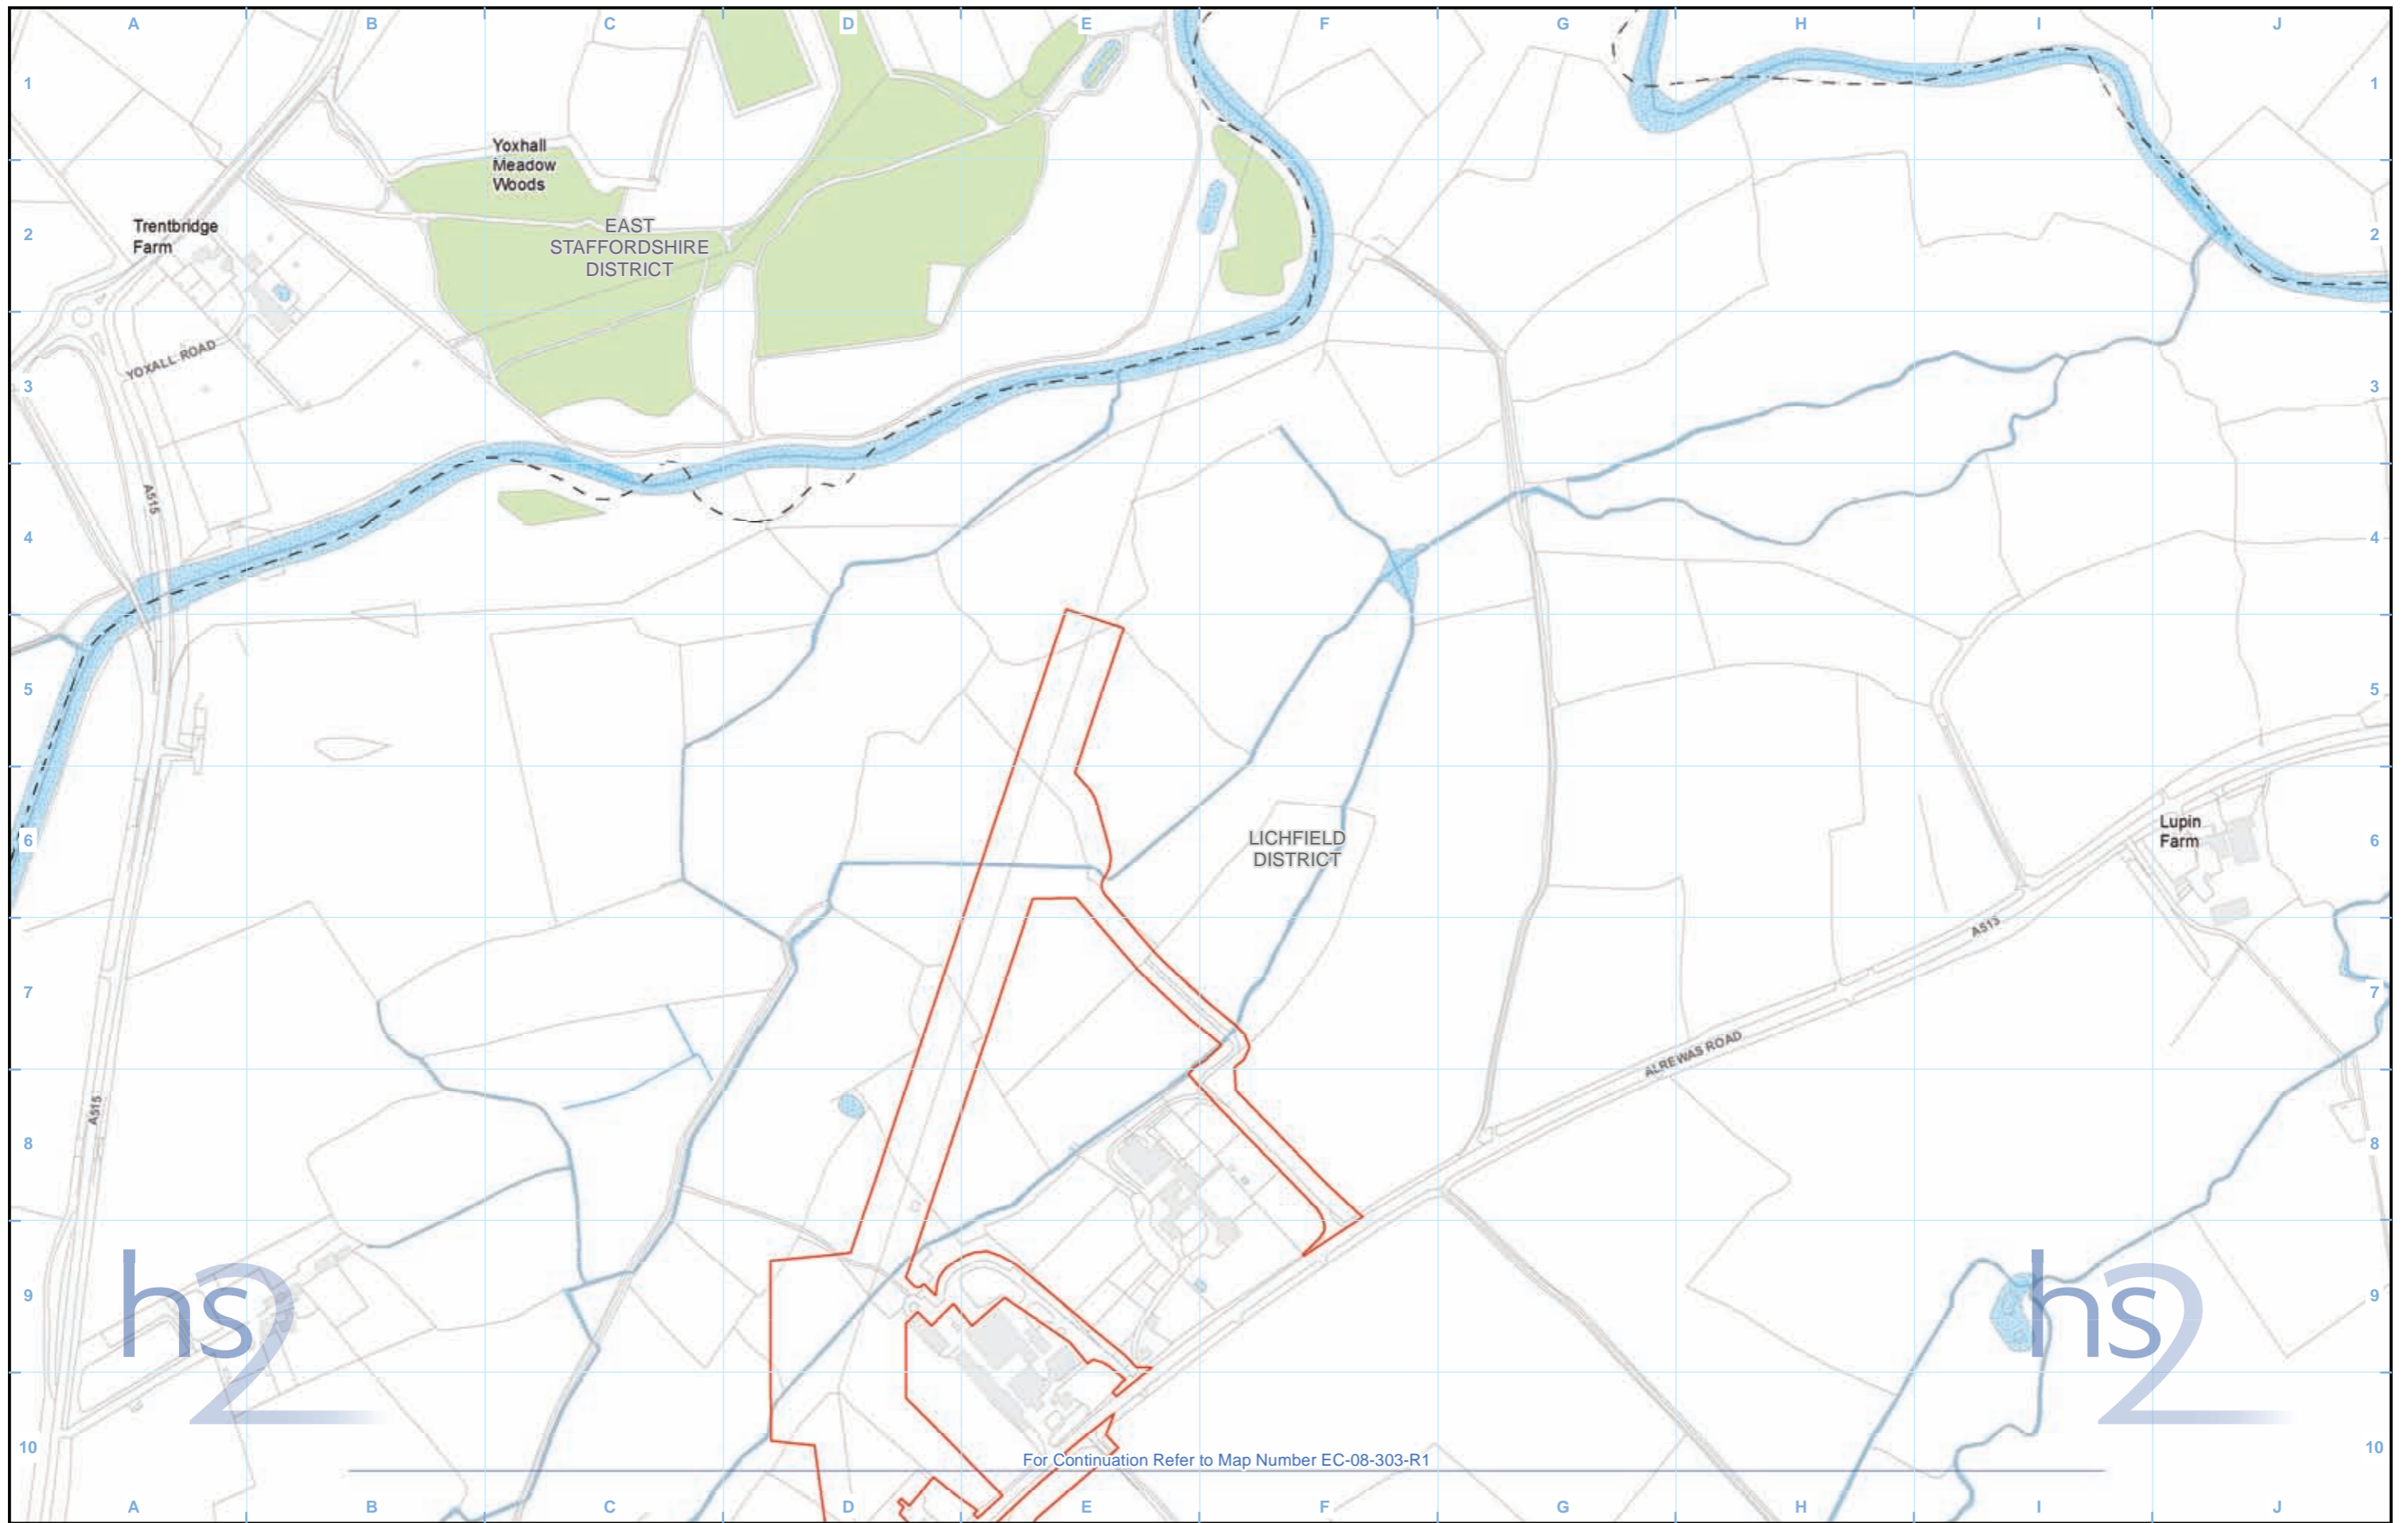 A B C D E F G H I J
1 1
Yoxhall
Meadow
Woods
Trentbridge
Farm
EAST
STAFFORDSHIRE
DISTRICT
2 2
YOXALL ROAD
3 3
A515
4 4
5 5
LICHFIELD
DISTRICT
Lupin
Farm
6 6
A513
7 7
ALREWAS ROAD
A515
8 8
hs2 hs2
9 9
10 10
For Continuation Refer to Map Number EC-08-303-R1
A B C D E F G H I J